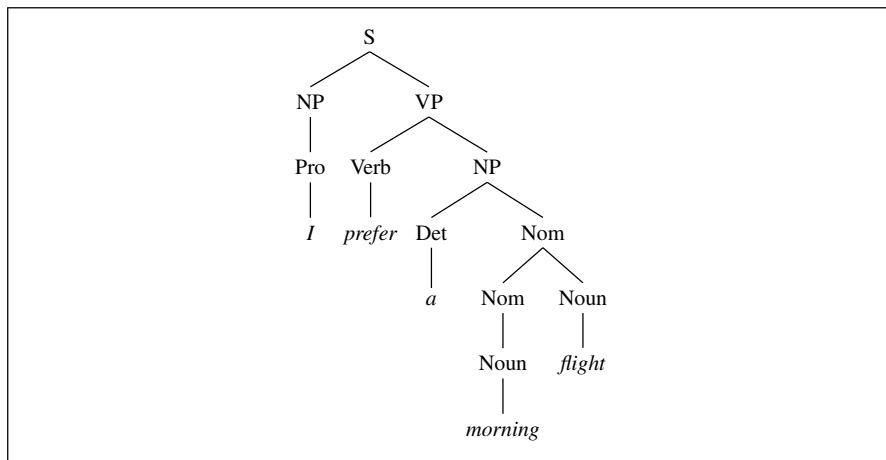 S
NP VP
Pro Verb NP
I prefer Det Nom
a Nom Noun
Noun flight
morning